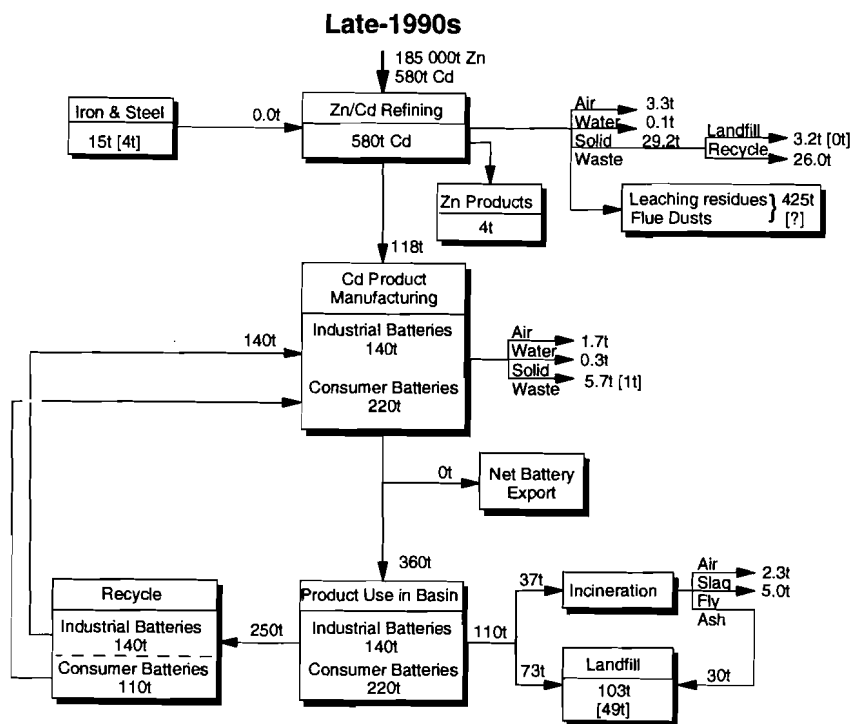 Late-1990s
185 000t Zn
580t Cd
Iron & Steel
15t [4t]
0.0t
Zn/Cd Refining
580t Cd
Air
3.3t
Water
0.1t
Solid
29.2t
Waste
Landfill
3.2t [0t]
Recycle
26.0t
Leaching residues
Flue Dusts
} 425t
[?]
Zn Products
4t
118t
Cd Product
Manufacturing
Industrial Batteries
140t
Consumer Batteries
220t
140t
Air
1.7t
Water
0.3t
Solid
Waste
5.7t [1t]
0t
Net Battery
Export
360t
Recycle
Industrial Batteries
140t
Consumer Batteries
110t
250t
Product Use in Basin
Industrial Batteries
140t
Consumer Batteries
220t
110t
37t
Incineration
Air
2.3t
Slag
5.0t
Fly
Ash
73t
Landfill
103t
[49t]
30t